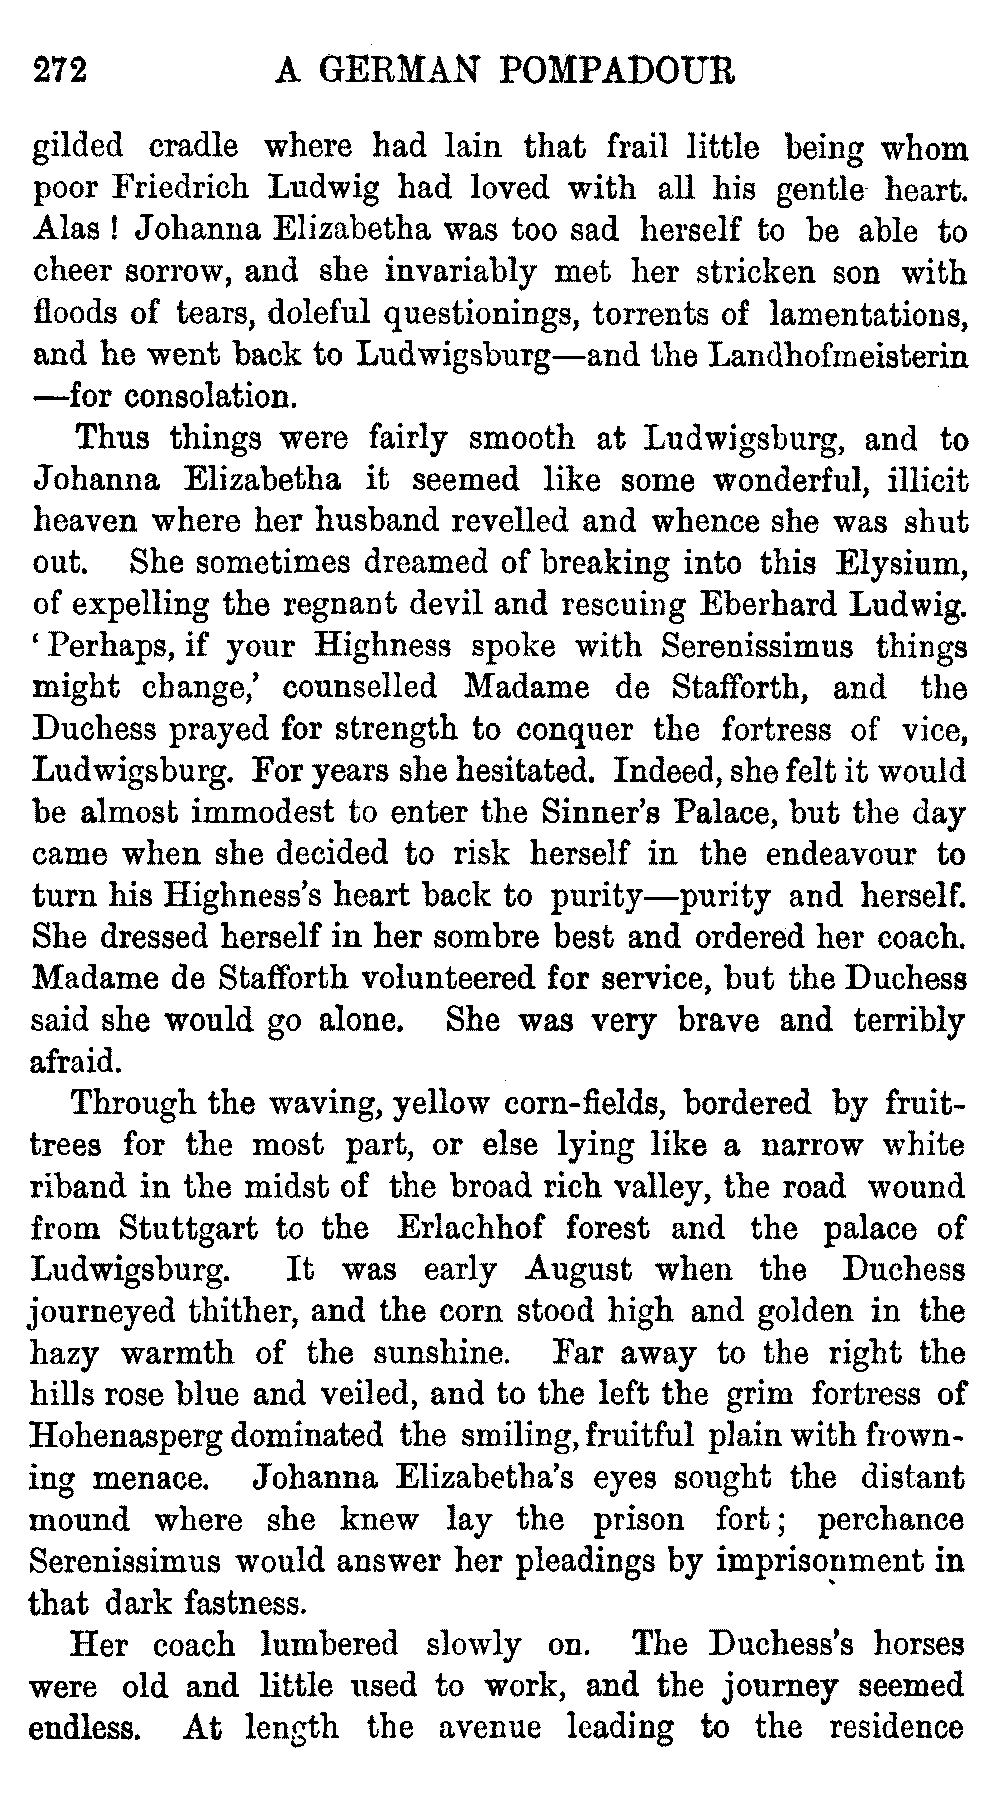 272 A GERMAN POMPADOUR
gilded cradle where had lain that frail little being whom
poor Friedrich Ludwig had loved with all his gentle heart.
Alas ! Johanna Elizabetha was too sad herself to be able to
cheer sorrow, and she invariably met her stricken son with
floods of tears, doleful questionings, torrents of lamentations,
and he went back to Ludwigsburg—and the Landhofmeisterin
—for consolation.
Thus things were fairly smooth at Ludwigsburg, and to
Johanna Elizabetha it seemed like some wonderful, illicit
heaven where her husband revelled and whence she was shut
out. She sometimes dreamed of breaking into this Elysium,
of expelling the regnant devil and rescuing Eberhard Ludwig.
‘Perhaps, if your Highness spoke with Serenissimus things
might change,’ counselled Madame de Stafforth, and the
Duchess prayed for strength to conquer the fortress of vice,
Ludwigsburg. For years she hesitated. Indeed, she felt it would
be almost immodest to enter the Sinner’s Palace, but the day
came when she decided to risk herself in the endeavour to
turn his Highness’s heart back to purity—purity and herself.
She dressed herself in her sombre best and ordered her coach.
Madame de Stafforth volunteered for service, but the Duchess
said she would go alone. She was very brave and terribly
afraid.
Through the waving, yellow corn-fields, bordered by fruit-
trees for the most part, or else lying like a narrow white
riband in the midst of the broad rich valley, the road wound
from Stuttgart to the Erlachhof forest and the palace of
Ludwigsburg. It was early August when the Duchess
journeyed thither, and the corn stood high and golden in the
hazy warmth of the sunshine. Far away to the right the
hills rose blue and veiled, and to the left the grim fortress of
Hohenasperg dominated the smiling, fruitful plain with frown-
ing menace. Johanna Elizabetha’s eyes sought the distant
mound where she knew lay the prison fort; perchance
Serenissimus would answer her pleadings by imprisonment in
that dark fastness.
Her coach lumbered slowly on. The Duchess’s horses
were old and little used to work, and the journey seemed
endless. At length the avenue leading to the residence